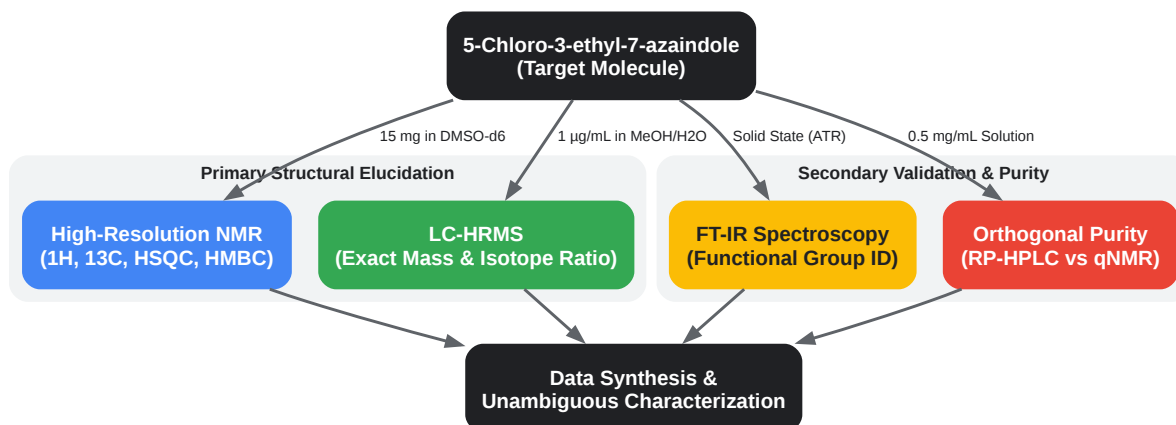 5-Chloro-3-ethyl-7-azaindole
(Target Molecule)
15 mg in DMSO-d6
1 µg/mL in MeOH/H2O
Solid State (ATR)
0.5 mg/mL Solution
Primary Structural Elucidation
Secondary Validation & Purity
High-Resolution NMR
(1H, 13C, HSQC, HMBC)
LC-HRMS
(Exact Mass & Isotope Ratio)
FT-IR Spectroscopy
(Functional Group ID)
Orthogonal Purity
(RP-HPLC vs qNMR)
Data Synthesis &
Unambiguous Characterization